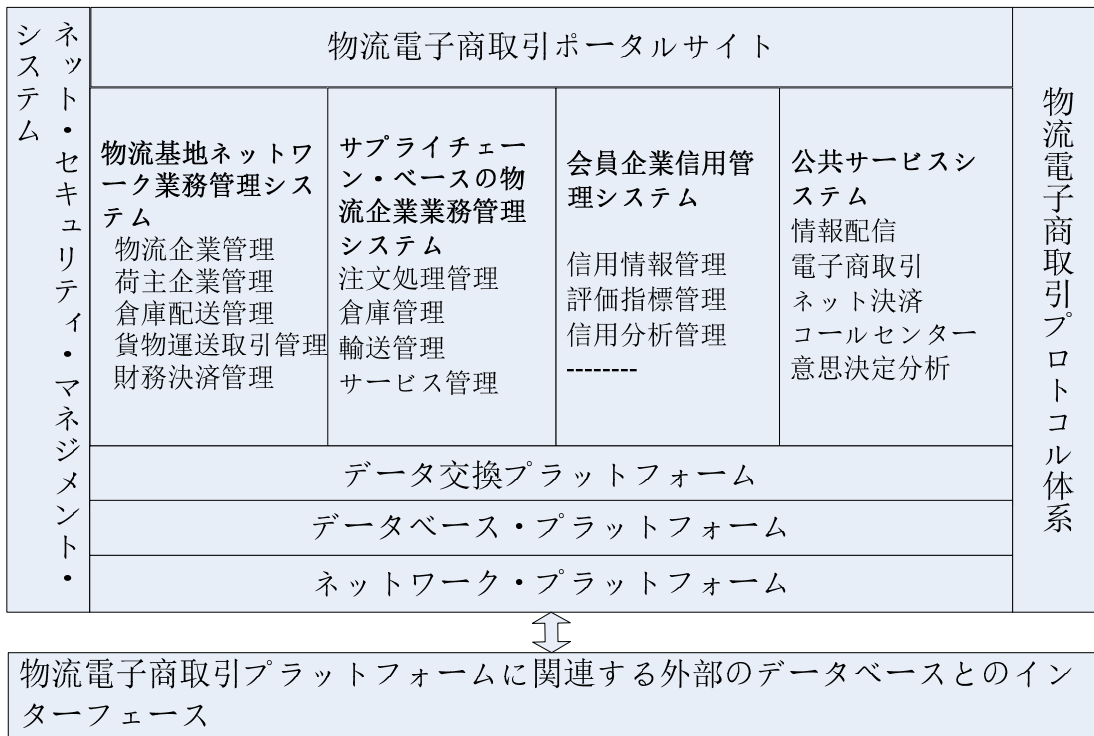 ネット・セキュリティ・マネジメント・
システム
物流電子商取引ポータルサイト
物流基地ネットワ
ーク業務管理シス
テム
物流企業管理
荷主企業管理
倉庫配送管理
貨物運送取引管理
財務決済管理
サプライチェー
ン・ベースの物
流企業業務管理
システム
注文処理管理
倉庫管理
輸送管理
サービス管理
会員企業信用管
理システム
信用情報管理
評価指標管理
信用分析管理
--------
公共サービスシ
ステム
情報配信
電子商取引
ネット決済
コールセンター
意思決定分析
データ交換プラットフォーム
データベース・プラットフォーム
ネットワーク・プラットフォーム
物流電子商取引プロトコル体系
物流電子商取引プラットフォームに関連する外部のデータベースとのイン
ターフェース